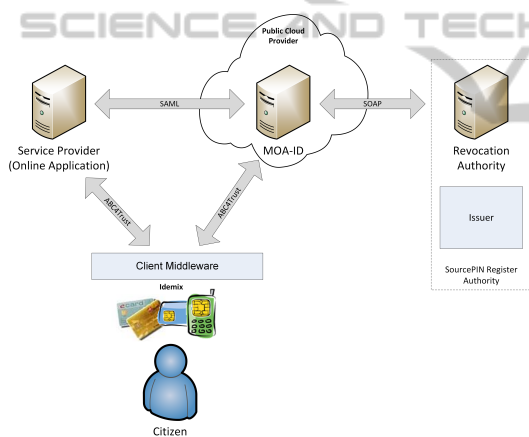 SCIENCE AND TECH
Public Cloud
Provider
SAML
SOAP
Service Provider
(Online Application)
MOA-ID
Revocation
Authority
ABC4Trust
ABC4Trust
Issuer
Client Middleware
SourcePIN Register
Authority
Idemix
Citizen